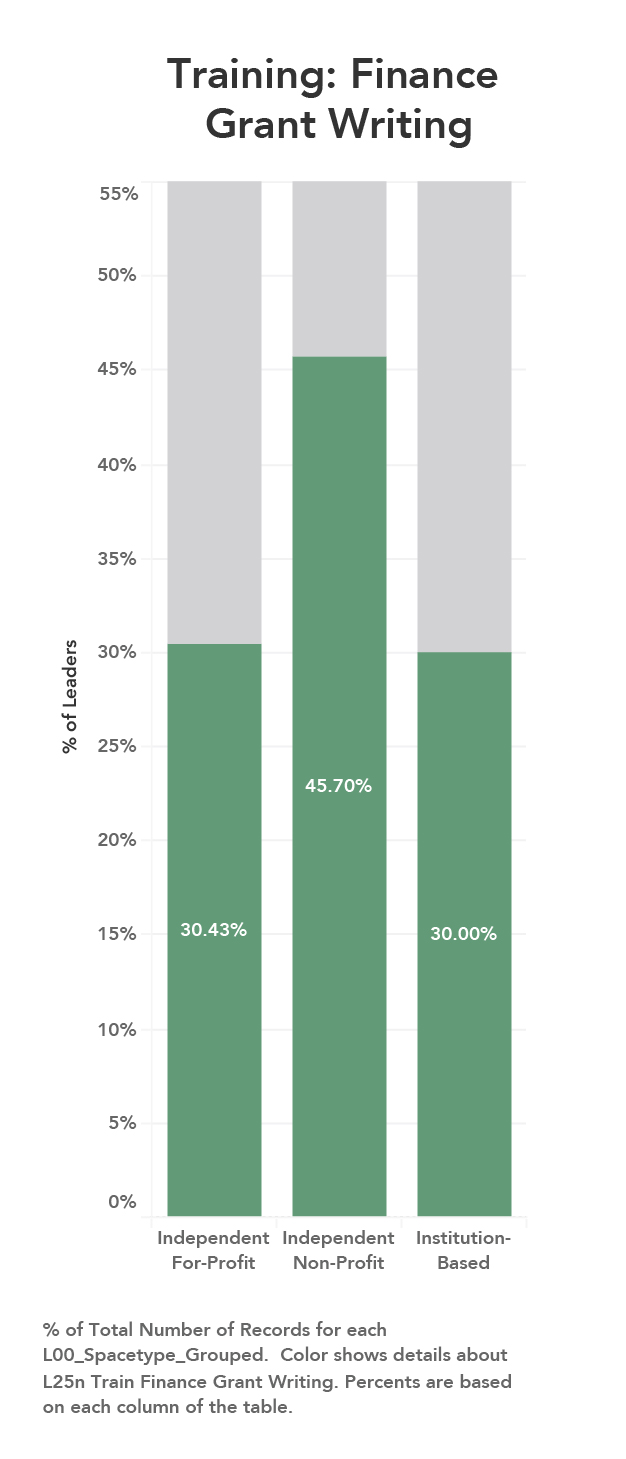 Training: Finance
Grant Writing
55%
50%
45%
40%
35%
30%
25%
20%
15%
10%
5%
0%
% of Leaders
30.43%
45.70%
30.00%
Independent For-Profit
Independent Non-Profit
Institution-Based
% of Total Number of Records for each
L00_Spacetype_Grouped.  Color shows details about
L25n Train Finance Grant Writing. Percents are based
on each column of the table.